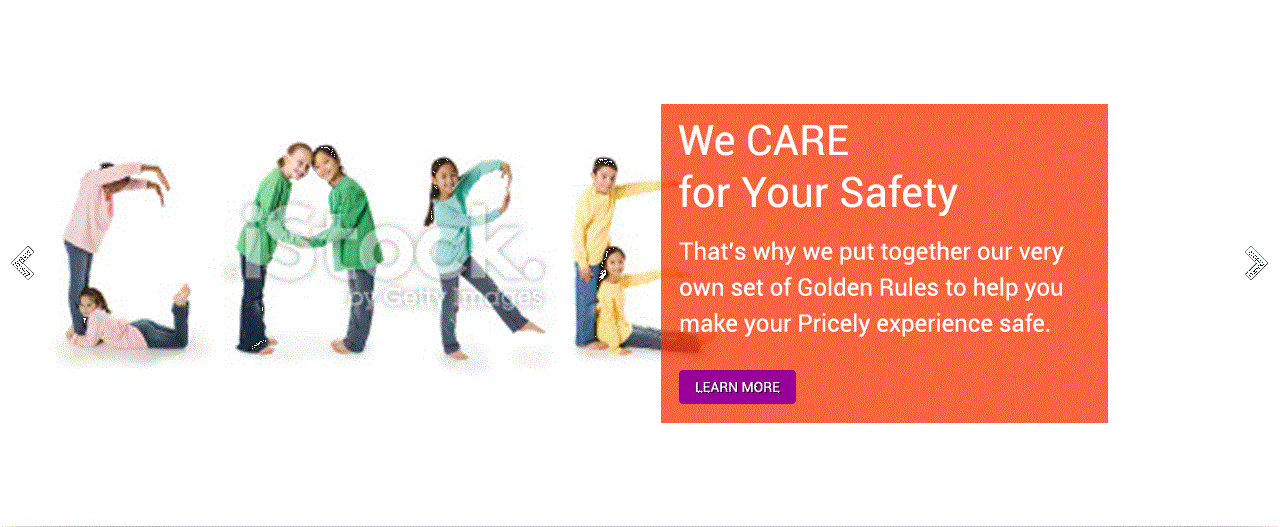 We CARE
for Your Safety
That's why we put together our very
own set of Golden Rules to help you
make your Pricely experience safe.
LEARN MORE
CARE
iStock.
by Getty Images